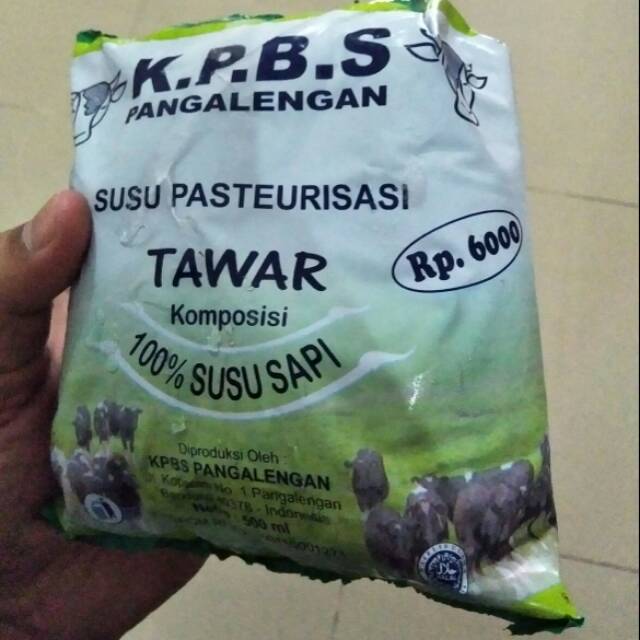 K.P.B.S
PANGALENGAN
SUSU PASTEURISASI
Rp. 6000
TAWAR
Komposisi
100% SUSU SAPI
Diproduksi Oleh :
KPBS PANGALENGAN
No. 1 Pangalengan
- Indonesia
500 ml